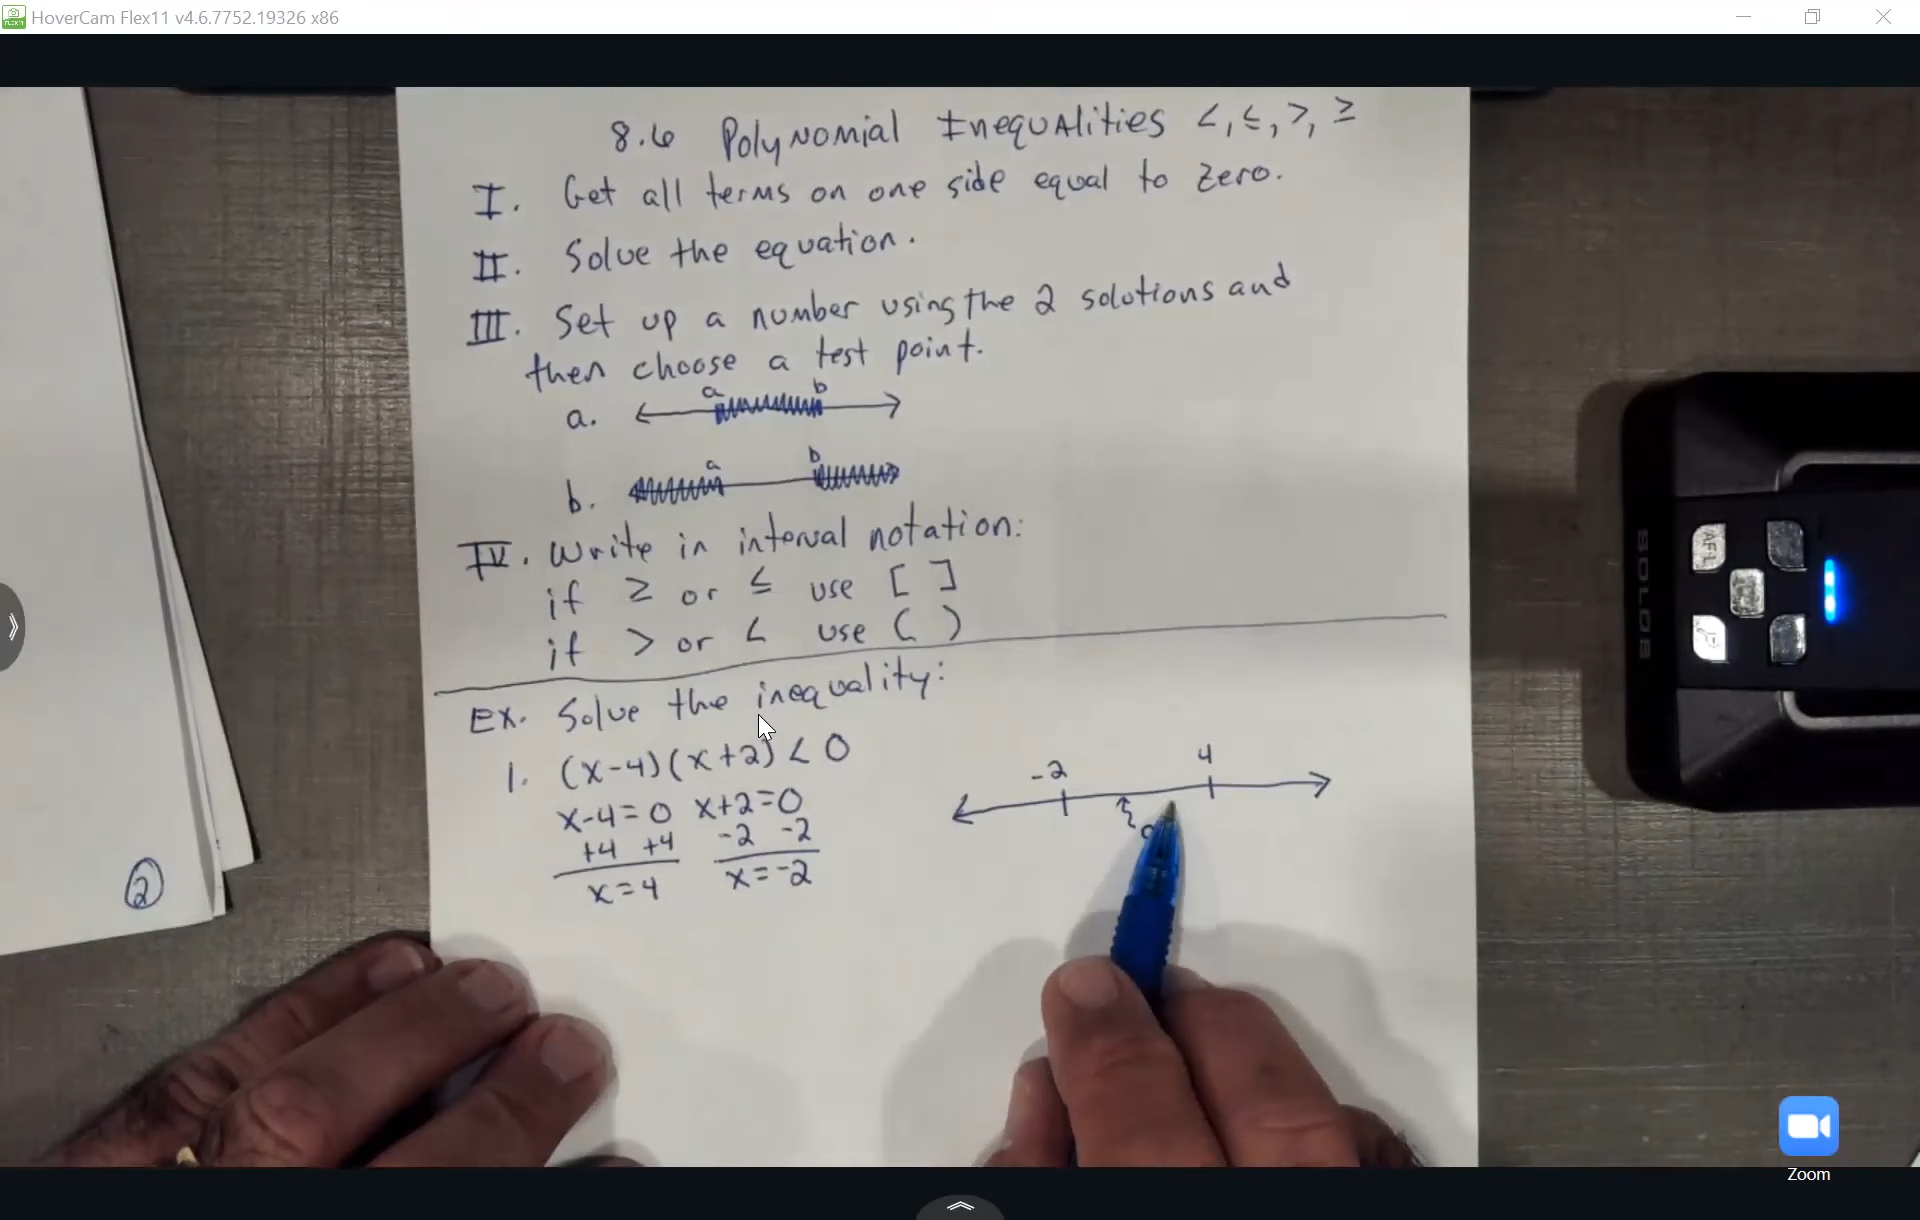 HoverCam Flex11 v4.6.7752.19326 x86
8.6 Polynomial Inequalities <, ≤, >, ≥
I. Get all terms on one side equal to zero.
II. Solve the equation.
III. Set up a number using the 2 solutions and
then choose a test point.
a. a b
b. a b
IV. Write in interval notation:
if ≥ or ≤ use [ ]
if > or < use ( )
Ex. Solve the inequality:
1. (x-4)(x+2) < 0
x-4=0 x+2=0
+4 +4 -2 -2
x=4 x=-2
-2 4
2
SOLO8
AF-L
Zoom